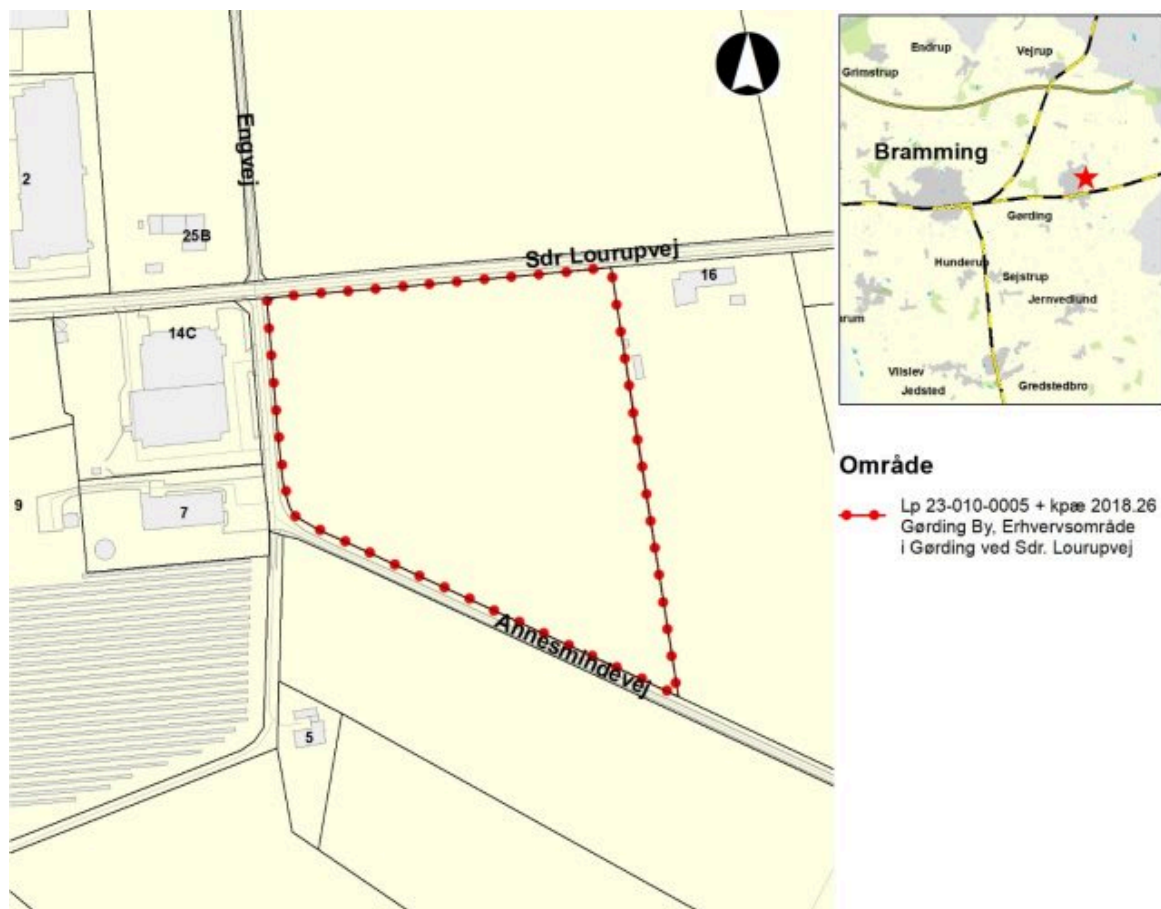 Engvej
2
25B
Sdr Lourupvej
16
14C
9
7
Annesmindevej
5
Endrup
Vejrup
Grimstrup
Bramming
Gørding
Hunderup
Sejstrup
Jernvedlund
arum
Vilslev
Jedsted
Gredstedbro
Område
Lp 23-010-0005 + kpæ 2018.26
Gørding By, Erhvervsområde
i Gørding ved Sdr. Lourupvej